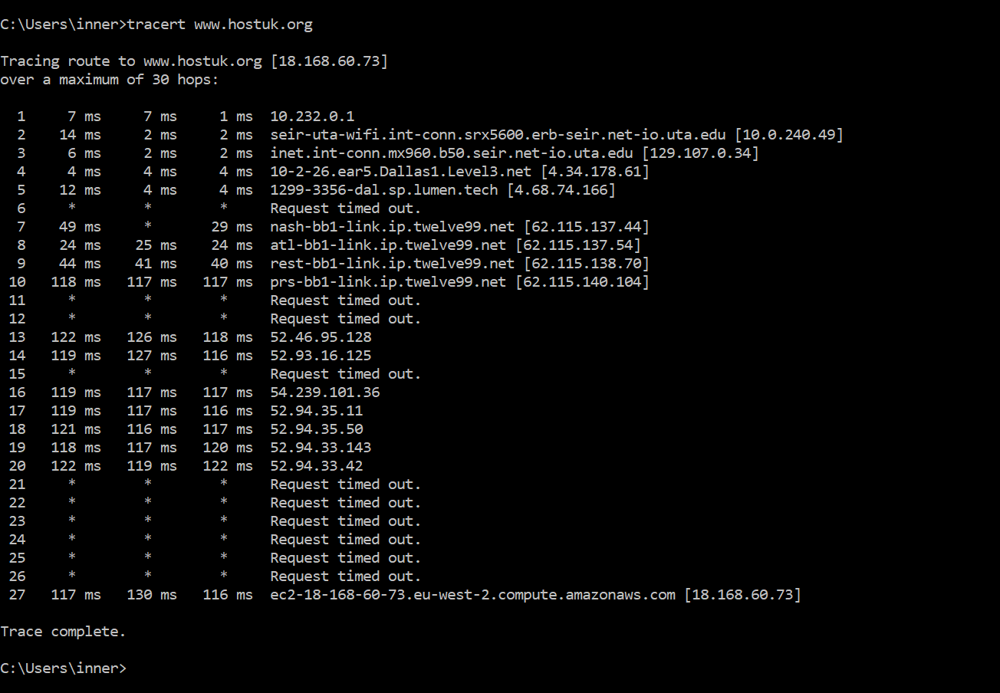 C:\Users\inner>tracert www.hostuk.org
Tracing route to www.hostuk.org [18.168.60.73]
over a maximum of 30 hops:
1 7 ms 7 ms 1 ms 10.232.0.1
2 14 ms 2 ms 2 ms seir-uta-wifi.int-conn.srx5600.erb-seir.net-io.uta.edu [10.0.240.49]
3 6 ms 2 ms 2 ms inet.int-conn.mx960.b50.seir.net-io.uta.edu [129.107.0.34]
4 4 ms 4 ms 4 ms 10-2-26.ear5.Dallas1.Level3.net [4.34.178.61]
5 12 ms 4 ms 4 ms 1299-3356-dal.sp.lumen.tech [4.68.74.166]
6 * * * Request timed out.
7 49 ms * 29 ms nash-bb1-link.ip.twelve99.net [62.115.137.44]
8 24 ms 25 ms 24 ms atl-bb1-link.ip.twelve99.net [62.115.137.54]
9 44 ms 41 ms 40 ms rest-bb1-link.ip.twelve99.net [62.115.138.70]
10 118 ms 117 ms 117 ms prs-bb1-link.ip.twelve99.net [62.115.140.104]
11 * * * Request timed out.
12 * * * Request timed out.
13 122 ms 126 ms 118 ms 52.46.95.128
14 119 ms 127 ms 116 ms 52.93.16.125
15 * * * Request timed out.
16 119 ms 117 ms 117 ms 54.239.101.36
17 119 ms 117 ms 116 ms 52.94.35.11
18 121 ms 116 ms 117 ms 52.94.35.50
19 118 ms 117 ms 120 ms 52.94.33.143
20 122 ms 119 ms 122 ms 52.94.33.42
21 * * * Request timed out.
22 * * * Request timed out.
23 * * * Request timed out.
24 * * * Request timed out.
25 * * * Request timed out.
26 * * * Request timed out.
27 117 ms 130 ms 116 ms ec2-18-168-60-73.eu-west-2.compute.amazonaws.com [18.168.60.73]
Trace complete.
C:\Users\inner>